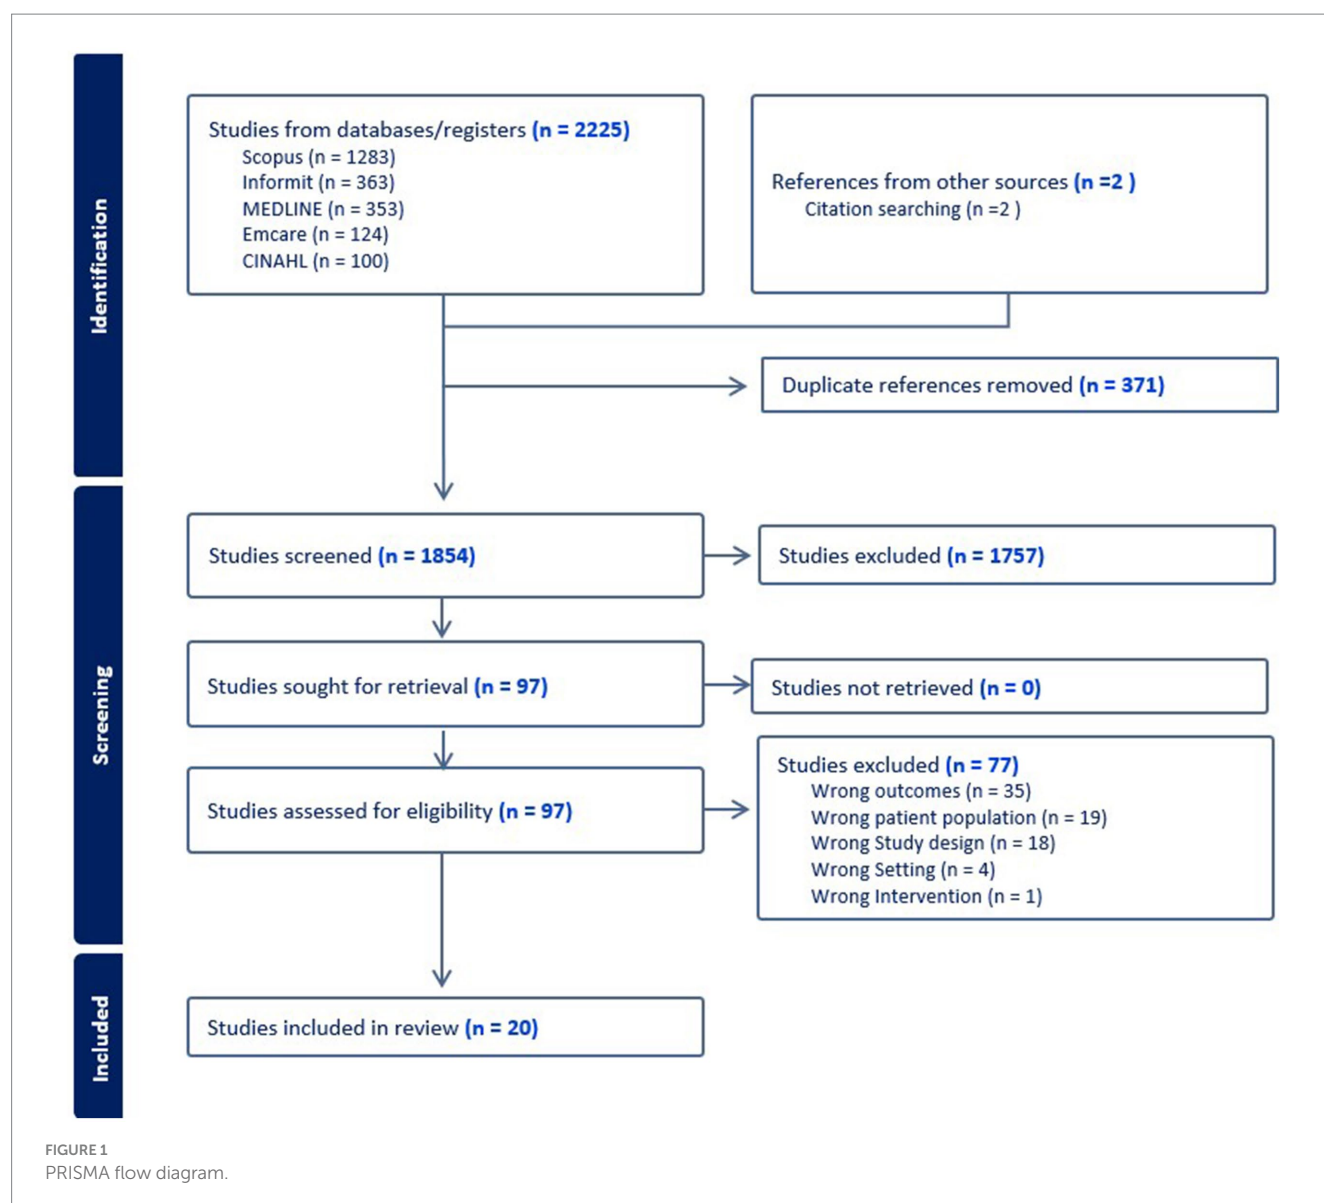 Identification
Studies from databases/registers (n = 2225)
Scopus (n = 1283)
Informit (n = 363)
MEDLINE (n = 353)
Emcare (n = 124)
CINAHL (n = 100)
References from other sources (n =2 )
Citation searching (n =2 )
Duplicate references removed (n = 371)
Screening
Studies screened (n = 1854)
Studies excluded (n = 1757)
Studies sought for retrieval (n = 97)
Studies not retrieved (n = 0)
Studies assessed for eligibility (n = 97)
Studies excluded (n = 77)
Wrong outcomes (n = 35)
Wrong patient population (n = 19)
Wrong Study design (n = 18)
Wrong Setting (n = 4)
Wrong Intervention (n = 1)
Included
Studies included in review (n = 20)
FIGURE 1
PRISMA flow diagram.